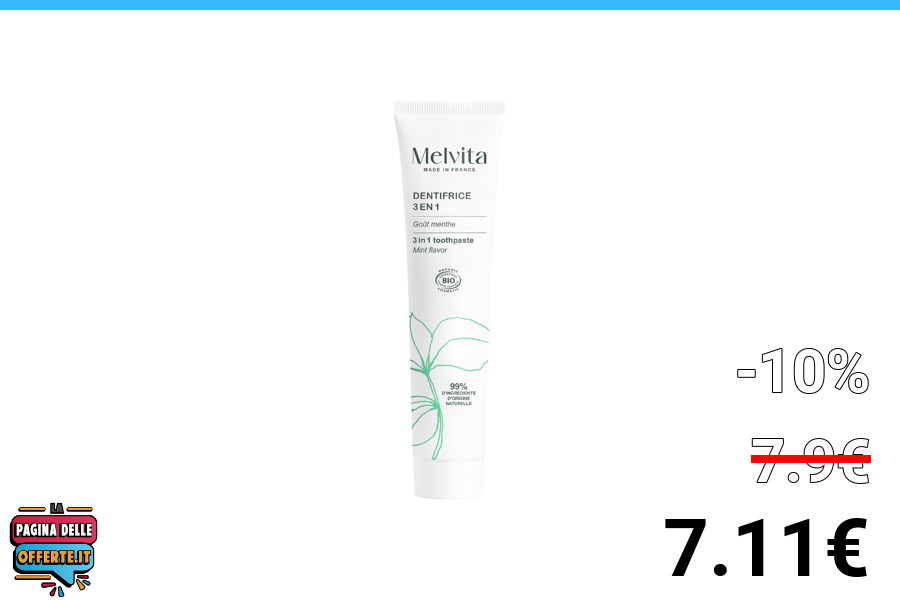 Melvita
MADE IN FRANCE
DENTIFRICE
3 EN 1
Goût menthe
3 in 1 toothpaste
Mint flavor
BIO
99%
D'INGRÉDIENTS
D'ORIGINE
NATURELLE
-10%
7.9€
7.11€
LA
PAGINA DELLE
OFFERTE.IT